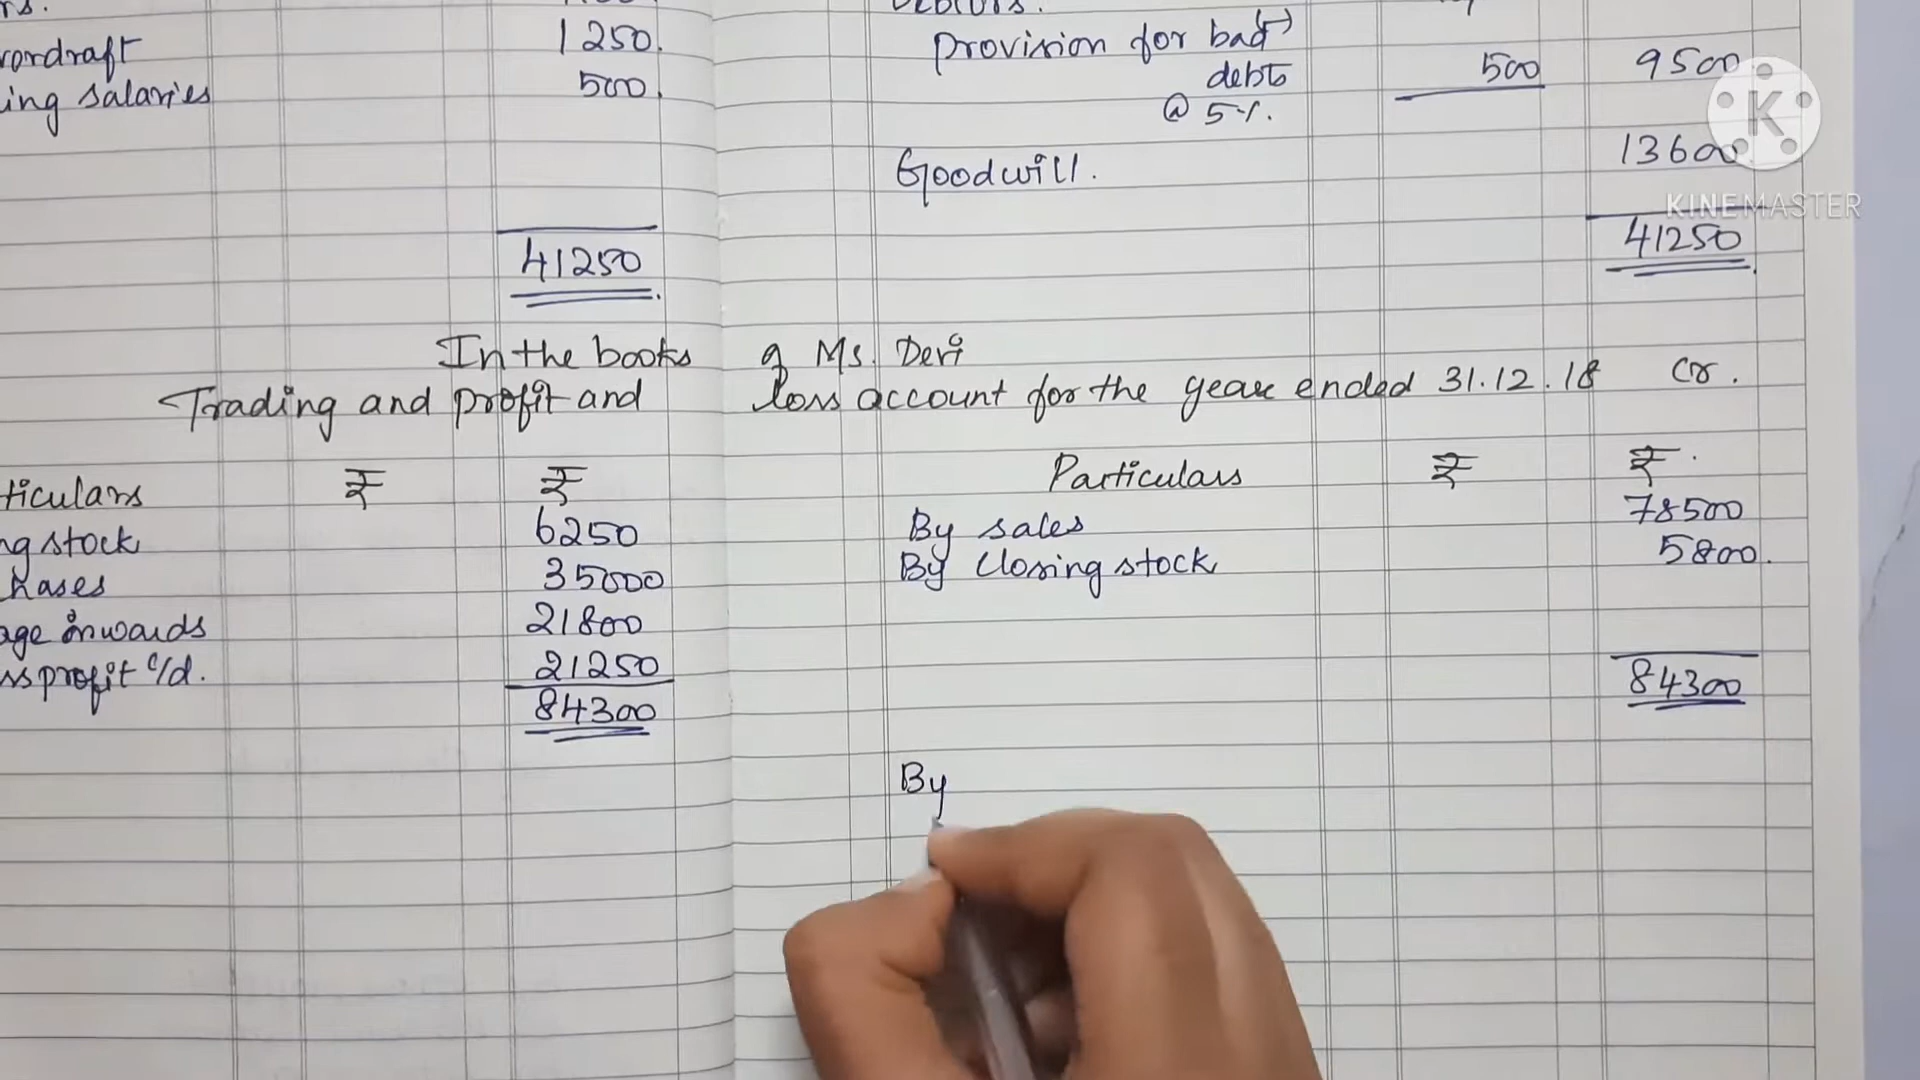 1250.
500.
ing salaries
41250
provision for bad (-)
debts
@ 5%.
500
9500
Goodwill.
13600
41250
KINEMASTER
K
In the books of Ms. Devi
Trading and profit and loss account for the year ended 31.12.18 Cr.
ticulars ₹ ₹
ng stock 6250
hases 35000
age inwards 21800
ss profit c/d. 21250
84300
Particulars ₹ ₹
By sales 78500
By closing stock 5800.
84300
By